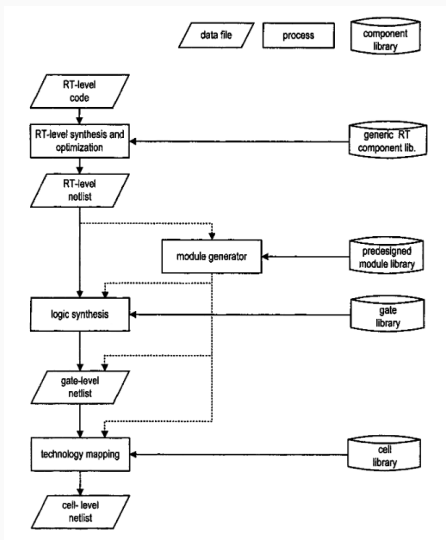 data file
process
component
library
RT-level
code
RT-level synthesis and
optimization
generic RT
component lib.
RT-level
netlist
module generator
predesigned
module library
logic synthesis
gate
library
gate-level
netlist
technology mapping
cell
library
cell- level
netlist